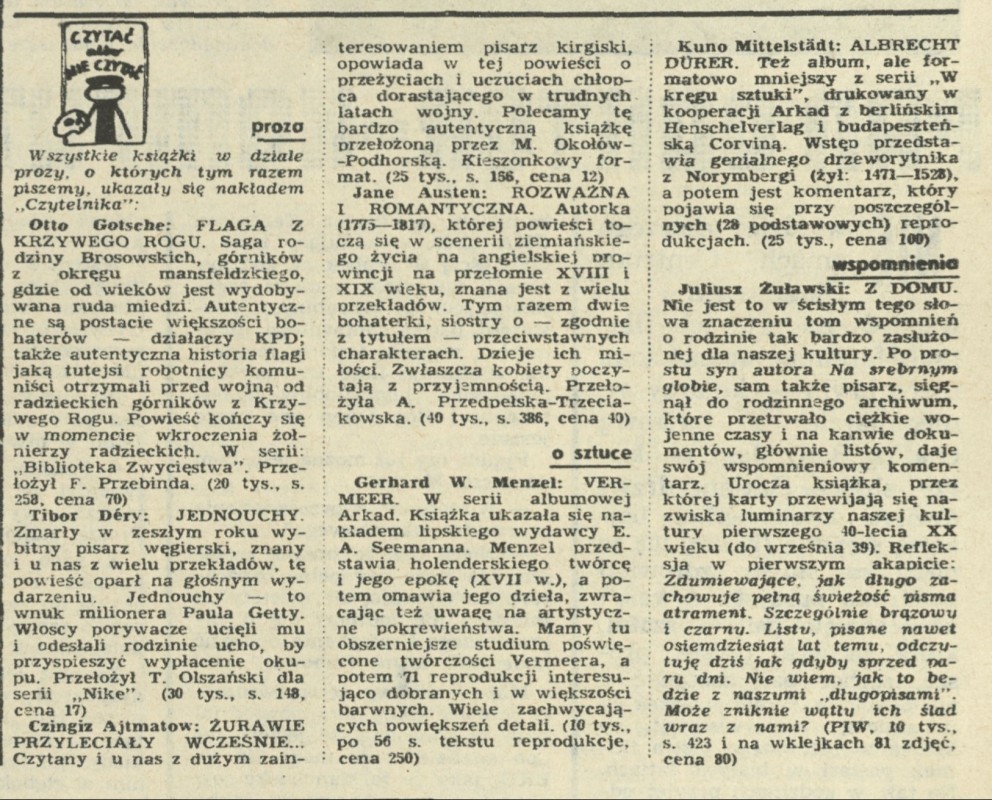 CZYTAĆ
albo
NIE CZYTAĆ
proza
Wszystkie książki w dziale
prozy, o których tym razem
piszemy, ukazały się nakładem
„Czytelnika":
Otto Gotsche: FLAGA Z
KRZYWEGO ROGU. Saga ro-
dziny Brosowskich, górników
z okręgu mansfeldzkiego,
gdzie od wieków jest wydoby-
wana ruda miedzi. Autentycz-
ne są postacie większości bo-
haterów — działaczy KPD;
także autentyczna historia flagi
jaką tutejsi robotnicy komu-
niści otrzymali przed wojną od
radzieckich górników z Krzy-
wego Rogu. Powieść kończy się
w momencie wkroczenia żoł-
nierzy radzieckich. W serii:
„Biblioteka Zwycięstwa". Prze-
łożył F. Przebinda. (20 tys., s.
258, cena 70)
Tibor Déry: JEDNOUCHY.
Zmarły w zeszłym roku wy-
bitny pisarz węgierski, znany
i u nas z wielu przekładów, tę
powieść oparł na głośnym wy-
darzeniu. Jednouchy — to
wnuk milionera Paula Getty.
Włoscy porywacze ucięli mu
i odesłali rodzinie ucho, by
przyspieszyć wypłacenie oku-
pu. Przełożył T. Olszański dla
serii „Nike". (30 tys., s. 148,
cena 17)
Czingiz Ajtmatow: ŻURAWIE
PRZYLECIAŁY WCZEŚNIE...
Czytany i u nas z dużym zain-
teresowaniem pisarz kirgiski,
opowiada w tej powieści o
przeżyciach i uczuciach chłop-
ca dorastającego w trudnych
latach wojny. Polecamy tę
bardzo autentyczną książkę
przełożoną przez M. Okołów-
-Podhorską. Kieszonkowy for-
mat. (25 tys., s. 156, cena 12)
Jane Austen: ROZWAŻNA
I ROMANTYCZNA. Autorka
(1775—1817), której powieści to-
czą się w scenerii ziemiańskie-
go życia na angielskiej pro-
wincji na przełomie XVIII i
XIX wieku, znana jest z wielu
przekładów. Tym razem dwie
bohaterki, siostry o — zgodnie
z tytułem — przeciwstawnych
charakterach. Dzieje ich mi-
łości. Zwłaszcza kobiety poczy-
tają z przyjemnością. Przeło-
żyła A. Przedpełska-Trzecia-
kowska. (40 tys., s. 386, cena 40)
o sztuce
Gerhard W. Menzel: VER-
MEER. W serii albumowej
Arkad. Książka ukazała się na-
kładem lipskiego wydawcy E.
A. Seemanna. Menzel przed-
stawia holenderskiego twórcę
i jego epokę (XVII w.), a po-
tem omawia jego dzieła, zwra-
cając też uwagę na artystycz-
ne pokrewieństwa. Mamy tu
obszerniejsze studium poświę-
cone twórczości Vermeera, a
potem 71 reprodukcji interesu-
jąco dobranych i w większości
barwnych. Wiele zachwycają-
cych powiększeń detali. (10 tys.,
po 56 s. tekstu reprodukcje,
cena 250)
Kuno Mittelstädt: ALBRECHT
DÜRER. Też album, ale for-
matowo mniejszy z serii „W
kręgu sztuki", drukowany w
kooperacji Arkad z berlińskim
Henschelverlag i budapeszteń-
ską Corviną. Wstęp przedsta-
wia genialnego drzeworytnika
z Norymbergi (żył: 1471—1528),
a potem jest komentarz, który
pojawia się przy poszczegól-
nych (28 podstawowych) repro-
dukcjach. (25 tys., cena 100)
wspomnienia
Juliusz Żuławski: Z DOMU.
Nie jest to w ścisłym tego sło-
wa znaczeniu tom wspomnień
o rodzinie tak bardzo zasłużo-
nej dla naszej kultury. Po pro-
stu syn autora Na srebrnym
globie, sam także pisarz, sięg-
nął do rodzinnego archiwum,
które przetrwało ciężkie wo-
jenne czasy i na kanwie doku-
mentów, głównie listów, daje
swój wspomnieniowy komen-
tarz. Urocza książka, przez
której karty przewijają się na-
zwiska luminarzy naszej kul-
tury pierwszego 40-lecia XX
wieku (do września 39). Reflek-
sja w pierwszym akapicie:
Zdumiewające, jak długo za-
chowuje pełną świeżość pisma
atrament. Szczególnie brązowy
i czarny. Listy, pisane nawet
osiemdziesiąt lat temu, odczy-
tuję dziś jak gdyby sprzed pa-
ru dni. Nie wiem, jak to bę-
dzie z naszymi „długopisami".
Może zniknie wątły ich ślad
wraz z nami? (PIW, 10 tys.,
s. 423 i na wklejkach 81 zdjęć,
cena 80)